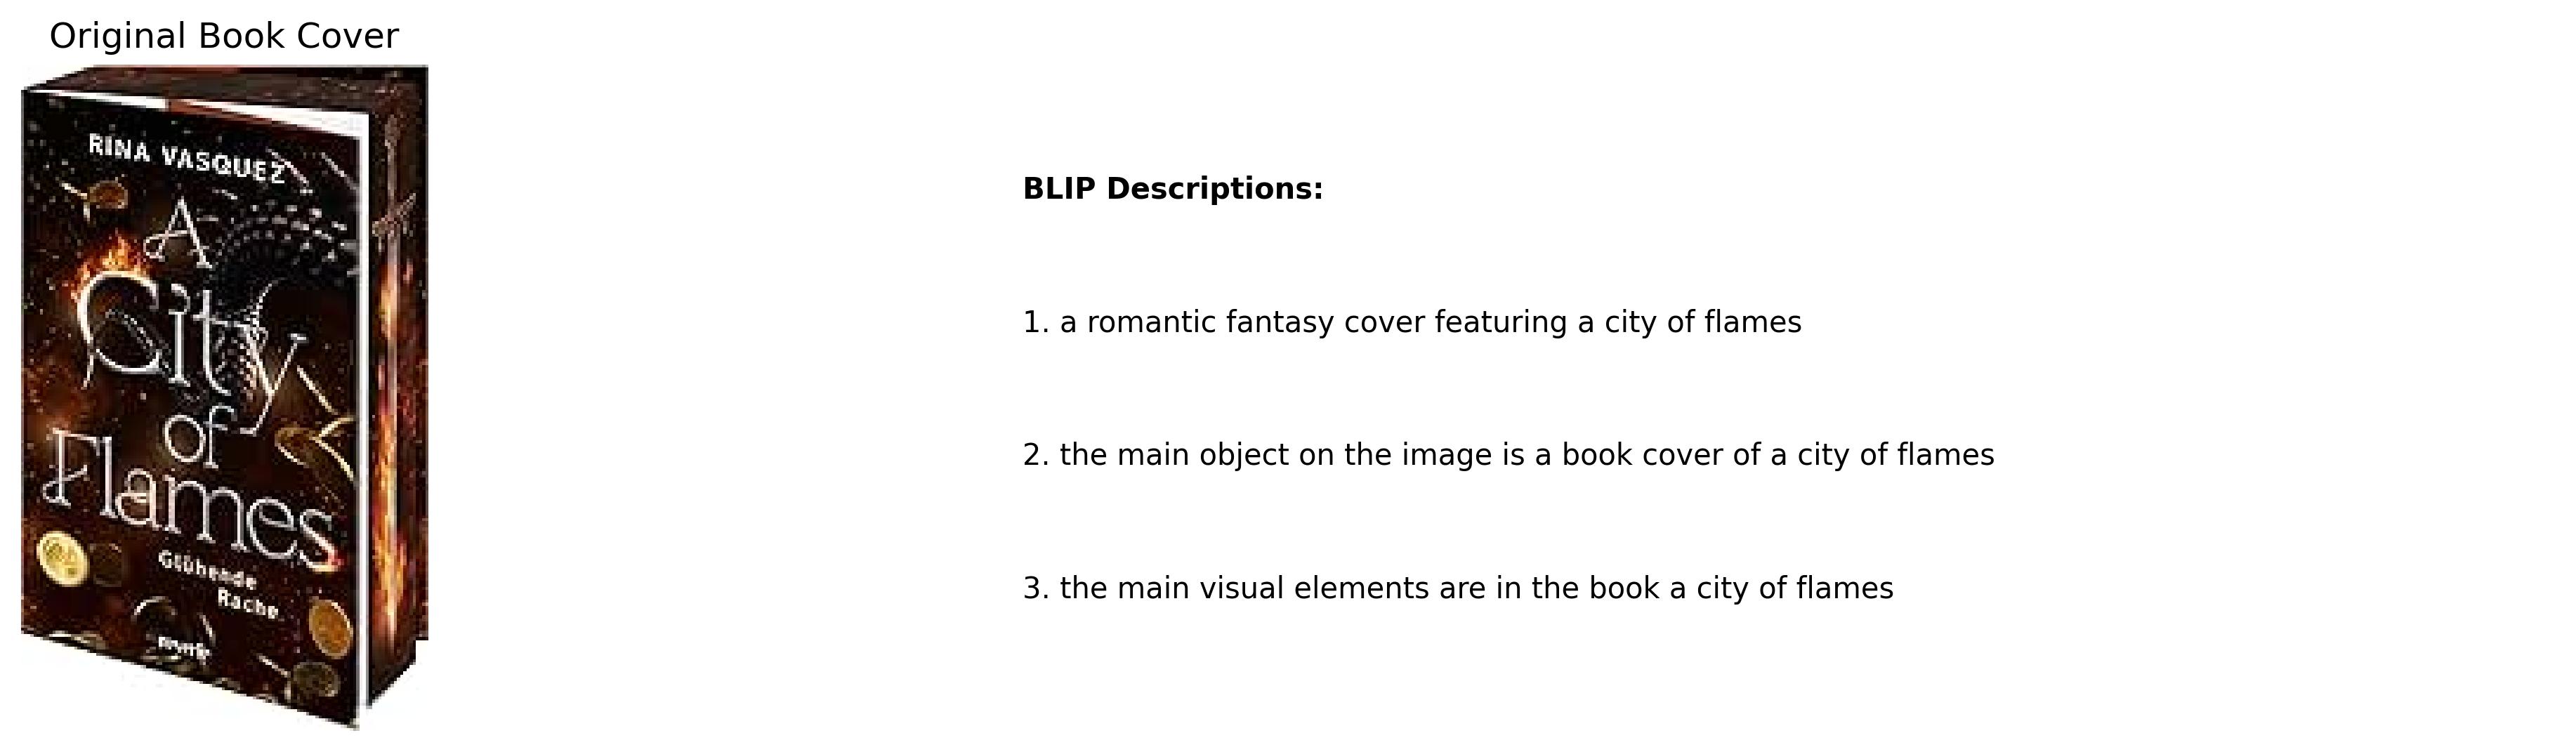 Original Book Cover
RINA VASQUEZ
A
City
of
Flames
Glühende
Rache
BLIP Descriptions:
1. a romantic fantasy cover featuring a city of flames
2. the main object on the image is a book cover of a city of flames
3. the main visual elements are in the book a city of flames